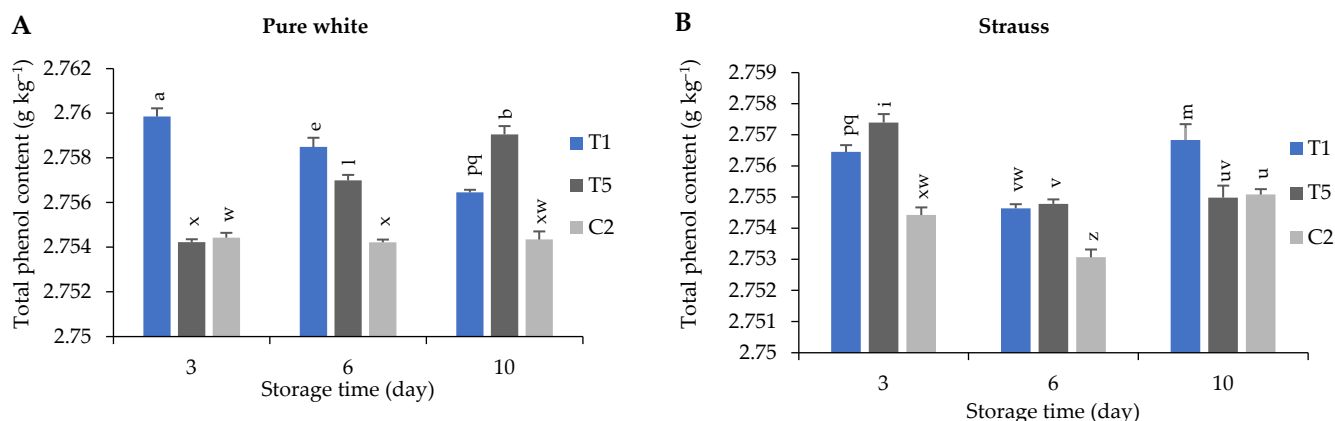 A
Pure white
Total phenol content (g kg⁻¹)
2.762
2.76
2.758
2.756
2.754
2.752
2.75
a
x
w
e
l
x
pq
b
xw
T1
T5
C2
3
6
10
Storage time (day)
B
Strauss
Total phenol content (g kg⁻¹)
2.759
2.758
2.757
2.756
2.755
2.754
2.753
2.752
2.751
2.75
pq
i
xw
vw
v
z
m
uv
u
T1
T5
C2
3
6
10
Storage time (day)